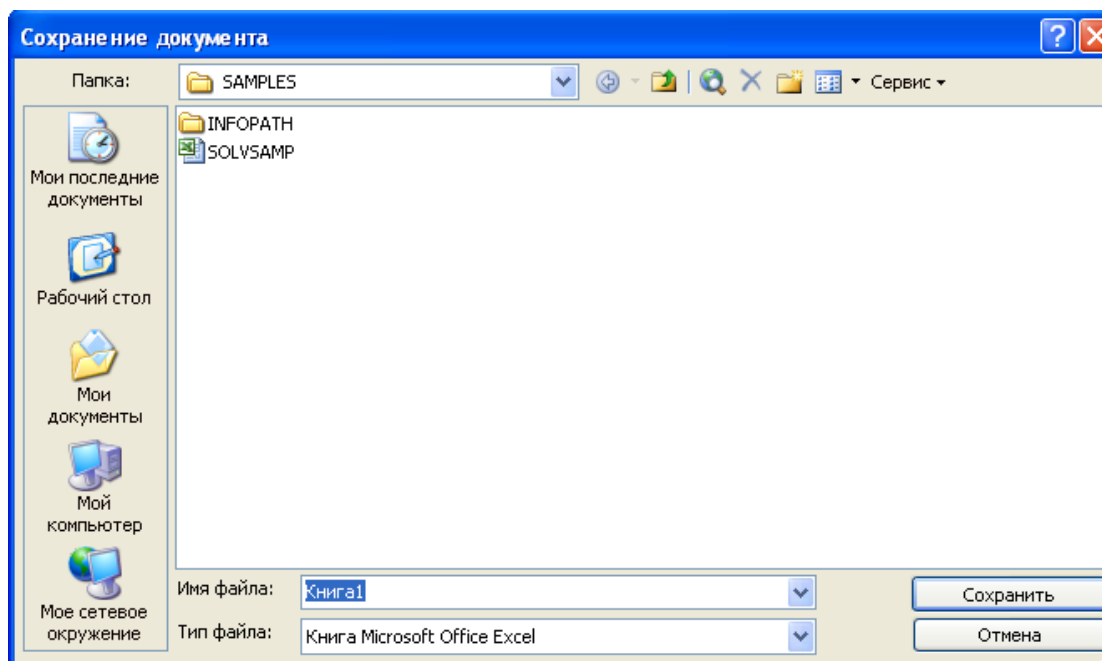 Сохранение документа
Папка: SAMPLES Сервис
INFOPATH
SOLVSAMP
Мои последние
документы
Рабочий стол
Мои
документы
Мой
компьютер
Мое сетевое
окружение
Имя файла: Книга1 Сохранить
Тип файла: Книга Microsoft Office Excel Отмена